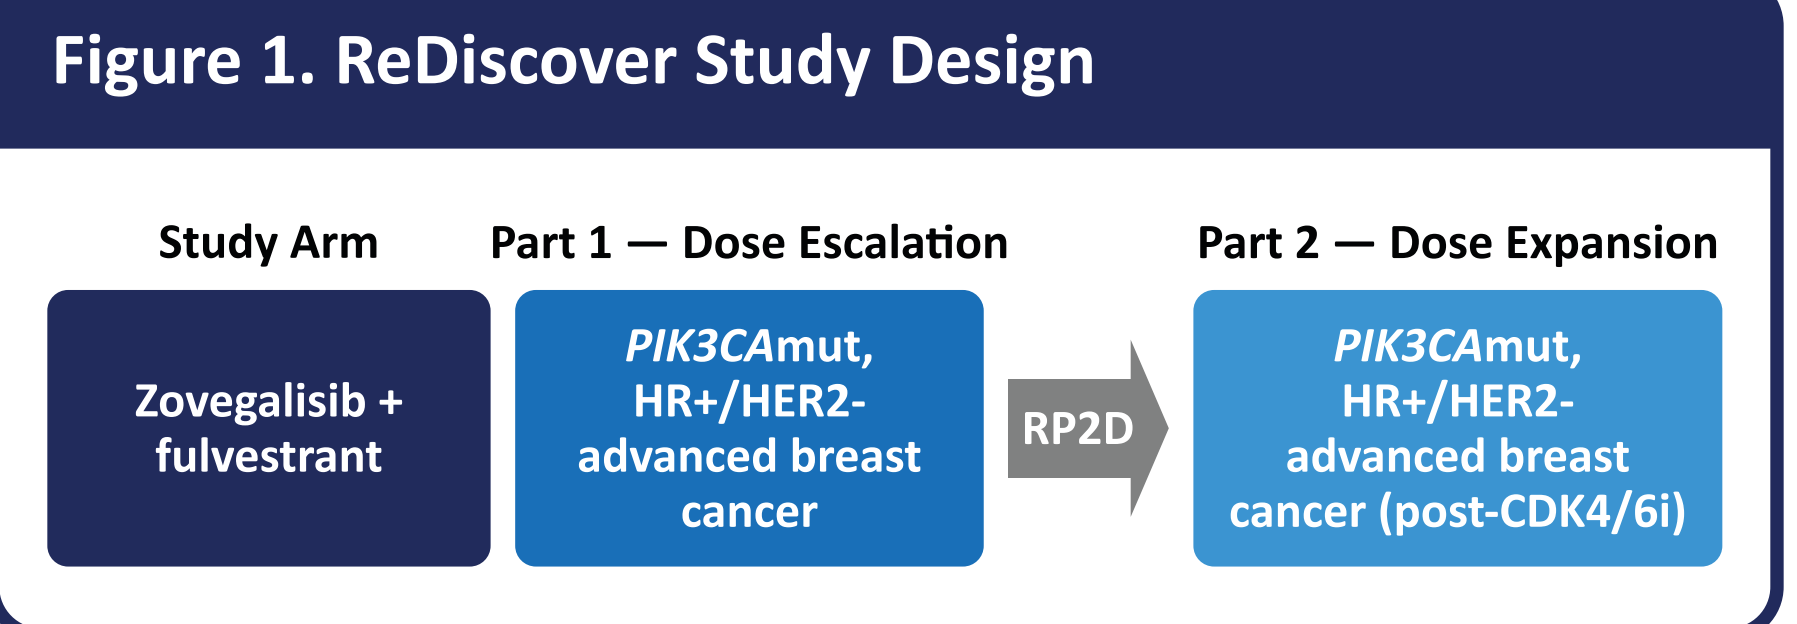 Figure 1. ReDiscover Study Design
Study Arm
Part 1 — Dose Escalation
Part 2 — Dose Expansion
Zovegalisib +
fulvestrant
PIK3CAmut,
HR+/HER2-
advanced breast
cancer
RP2D
PIK3CAmut,
HR+/HER2-
advanced breast
cancer (post-CDK4/6i)